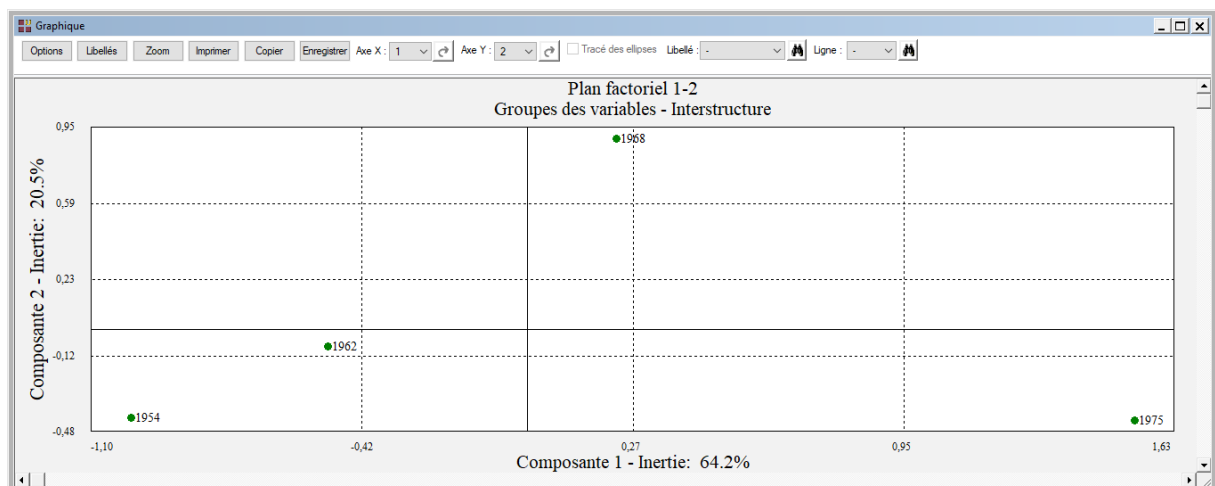 Graphique
Options Libellés Zoom Imprimer Copier Enregistrer Axe X : 1 Axe Y : 2 Tracé des ellipses Libellé : - Ligne : -
Plan factoriel 1-2
Groupes des variables - Interstructure
0,95
1968
0,59
0,23
1962
-0,12
1954
1975
-0,48
Composante 2 - Inertie: 20.5%
-1,10 -0,42 0,27 0,95 1,63
Composante 1 - Inertie: 64.2%